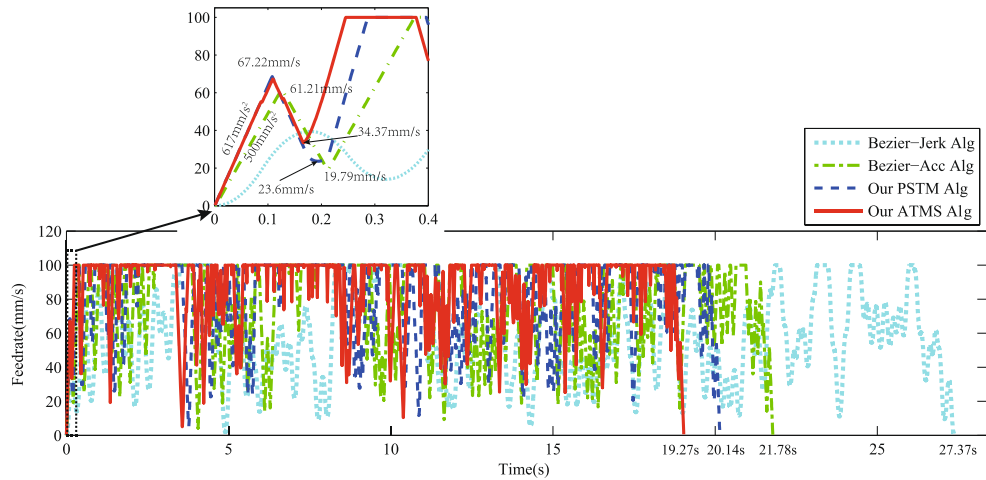 100
80
60
40
20
0
67.22mm/s
61.21mm/s
617mm/s²
500mm/s²
34.37mm/s
23.6mm/s
19.79mm/s
0
0.1
0.2
0.3
0.4
Bezier-Jerk Alg
Bezier-Acc Alg
Our PSTM Alg
Our ATMS Alg
120
100
80
60
40
20
0
Feedrate(mm/s)
0
5
10
15
19.27s
20.14s
21.78s
25
27.37s
Time(s)